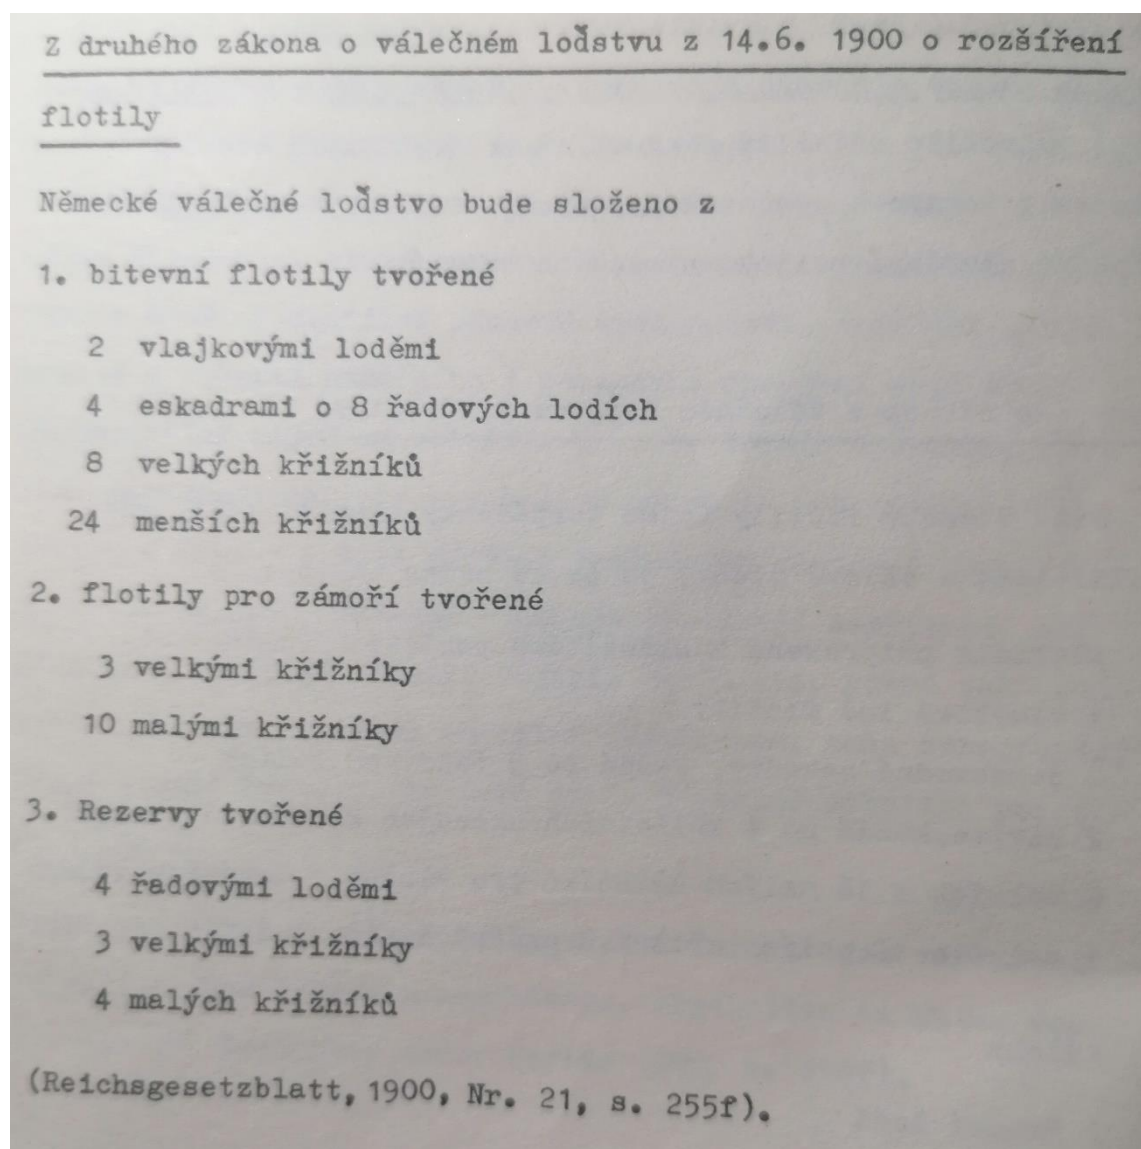 Z druhého zákona o válečném loďstvu z 14.6. 1900 o rozšíření
flotily
Německé válečné loďstvo bude složeno z
1. bitevní flotily tvořené
2 vlajkovými loděmi
4 eskadrami o 8 řadových lodích
8 velkých křižníků
24 menších křižníků
2. flotily pro zámoří tvořené
3 velkými křižníky
10 malými křižníky
3. Rezervy tvořené
4 řadovými loděmi
3 velkými křižníky
4 malých křižníků
(Reichsgesetzblatt, 1900, Nr. 21, s. 255f).